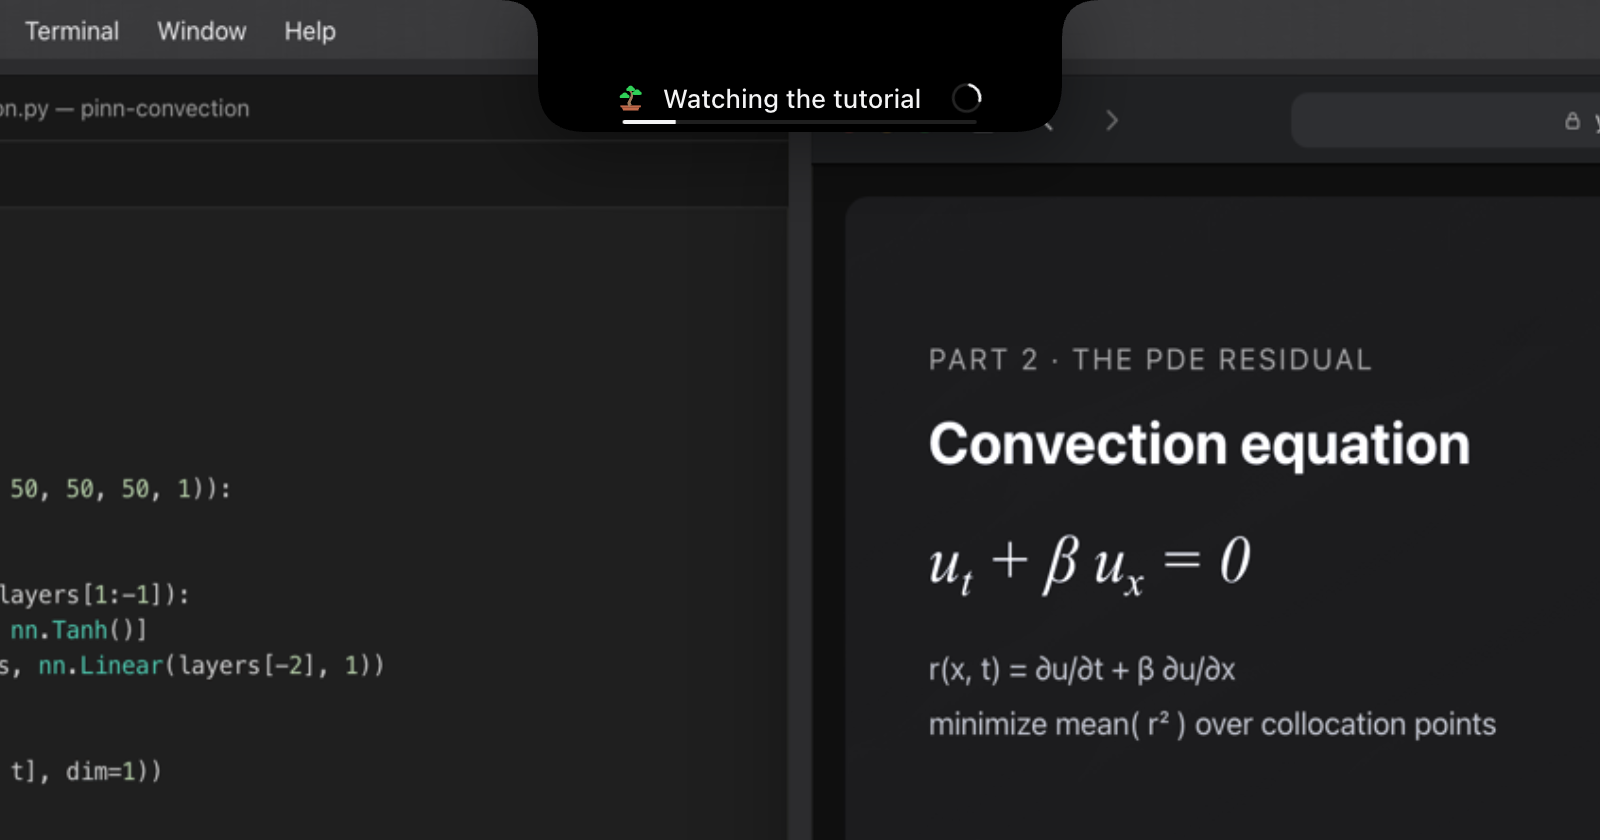 Terminal Window Help
Watching the tutorial
on.py — pinn-convection
50, 50, 50, 1)):
layers[1:-1]):
nn.Tanh()]
s, nn.Linear(layers[-2], 1))
t], dim=1))
PART 2 · THE PDE RESIDUAL
Convection equation
u_t + β u_x = 0
r(x, t) = ∂u/∂t + β ∂u/∂x
minimize mean( r² ) over collocation points